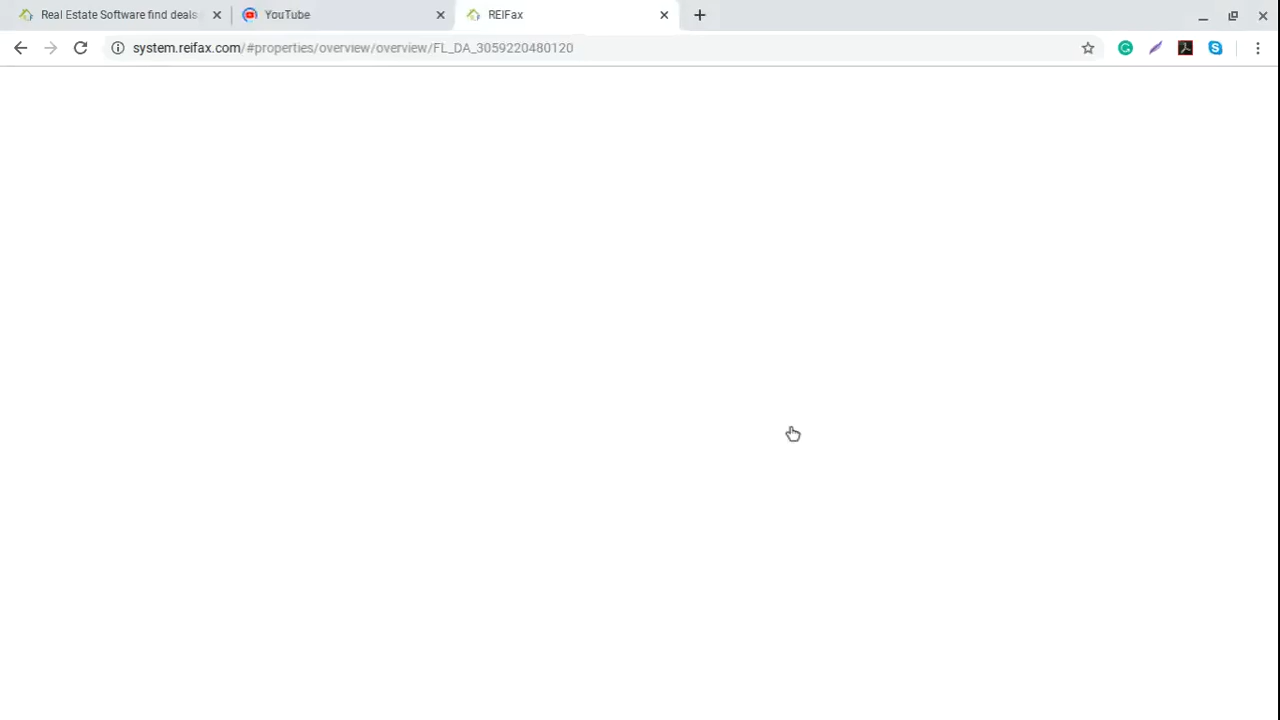 Real Estate Software find deals
YouTube
REIFax
system.reifax.com/#properties/overview/overview/FL_DA_3059220480120